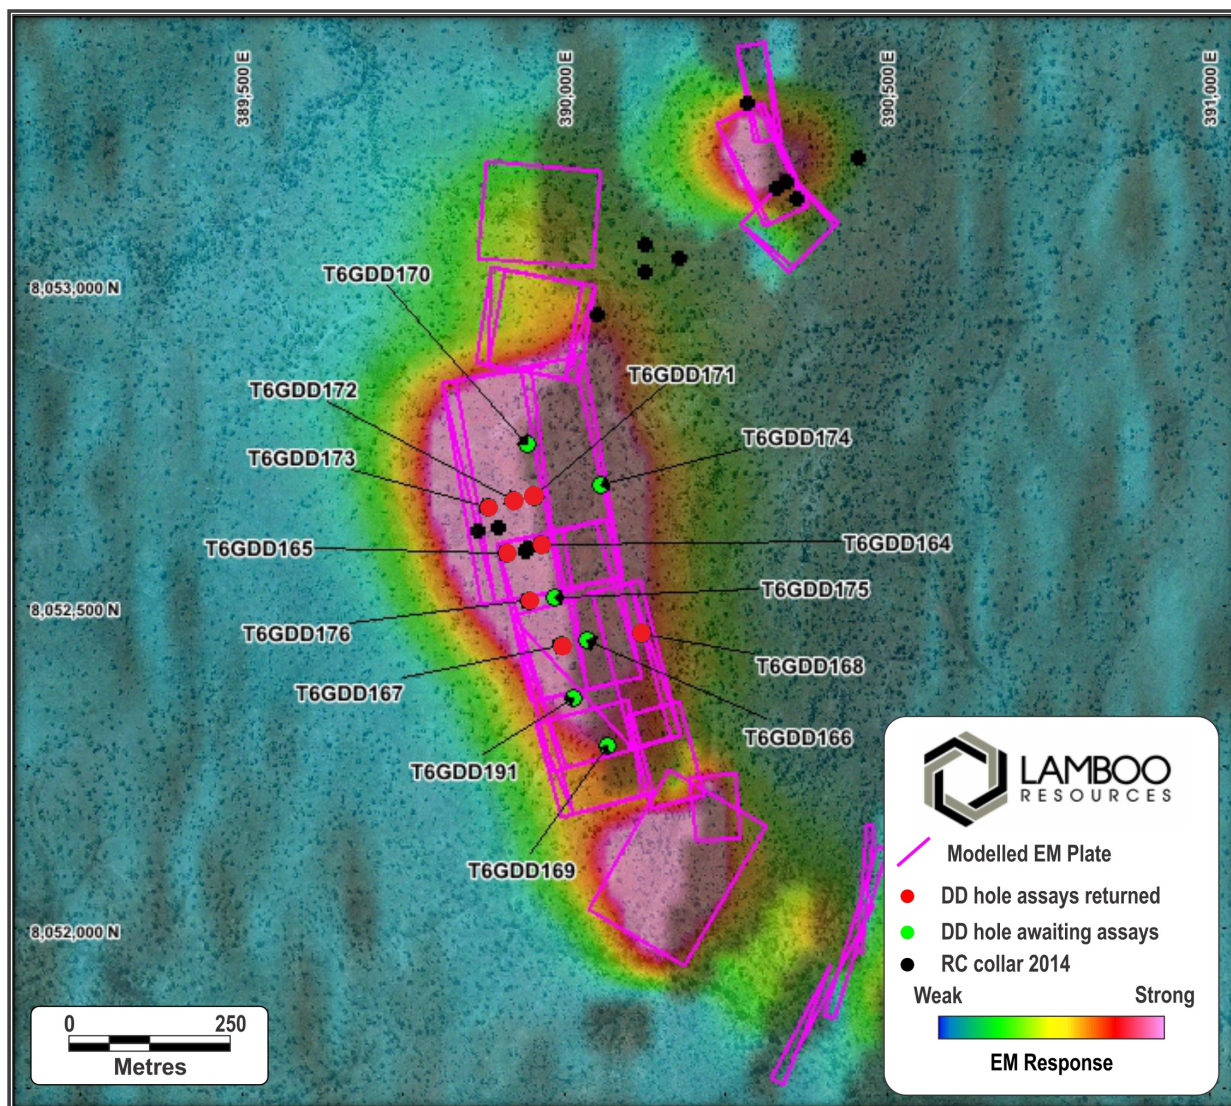 389,500 E
390,000 E
390,500 E
391,000 E
T6GDD170
8,053,000 N
T6GDD172
T6GDD171
T6GDD173
T6GDD174
T6GDD165
T6GDD164
T6GDD175
8,052,500 N
T6GDD176
T6GDD168
T6GDD167
T6GDD166
T6GDD191
T6GDD169
8,052,000 N
0 250
Metres
LAMBOO
RESOURCES
Modelled EM Plate
DD hole assays returned
DD hole awaiting assays
RC collar 2014
Weak Strong
EM Response